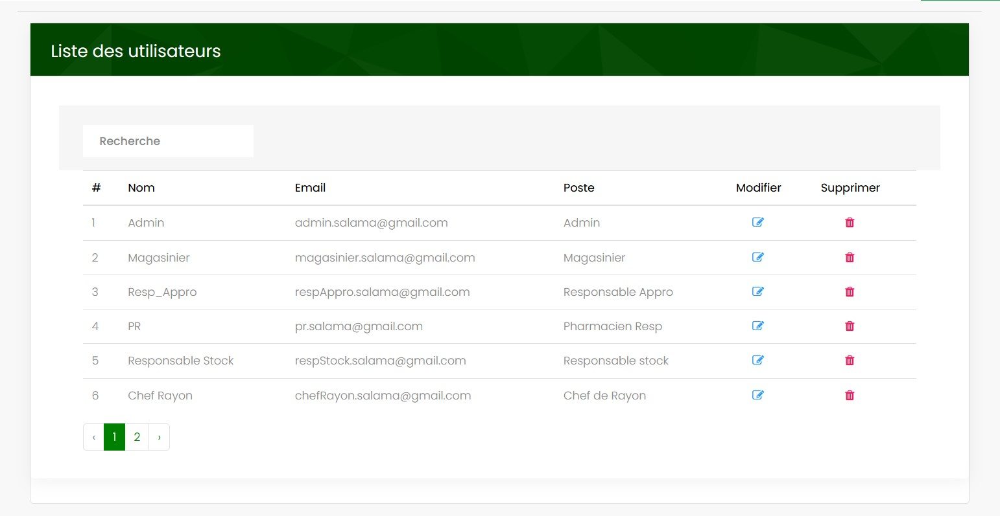 Liste des utilisateurs
Recherche
# Nom Email Poste Modifier Supprimer
1 Admin admin.salama@gmail.com Admin
2 Magasinier magasinier.salama@gmail.com Magasinier
3 Resp_Appro respAppro.salama@gmail.com Responsable Appro
4 PR pr.salama@gmail.com Pharmacien Resp
5 Responsable Stock respStock.salama@gmail.com Responsable stock
6 Chef Rayon chefRayon.salama@gmail.com Chef de Rayon
‹ 1 2 ›